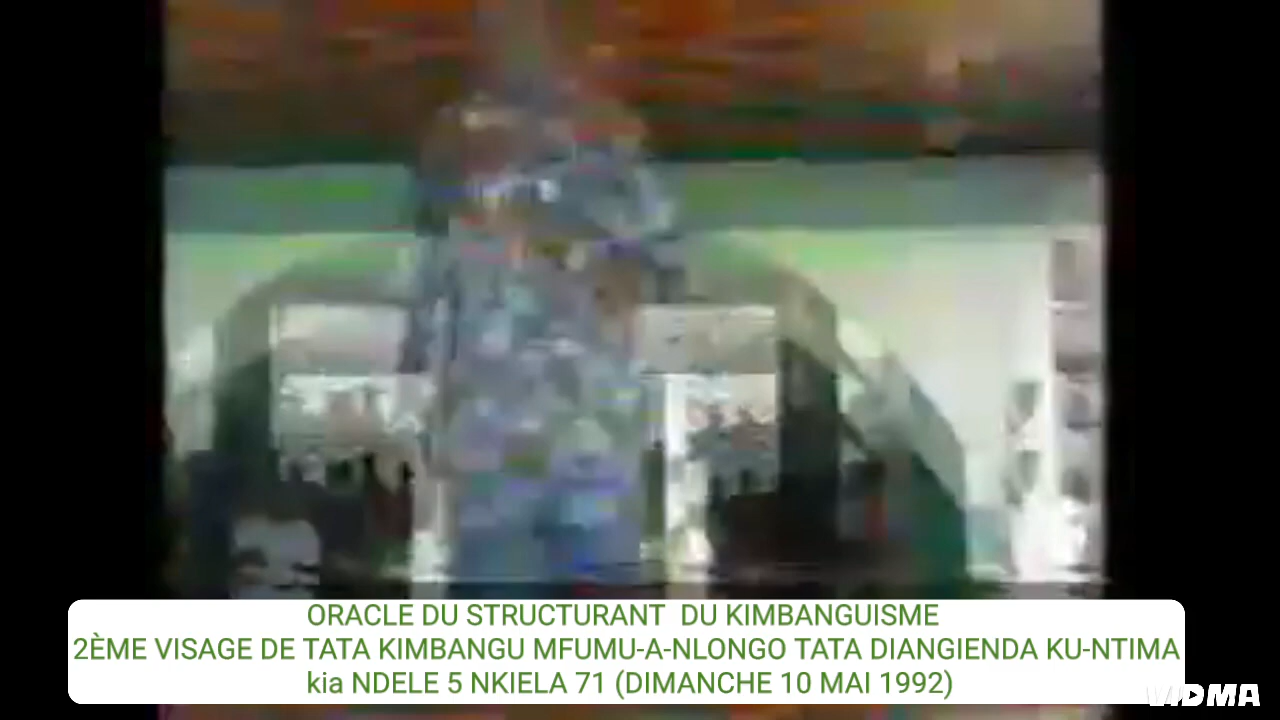 ORACLE DU STRUCTURANT  DU KIMBANGUISME
2ÈME VISAGE DE TATA KIMBANGU MFUMU-A-NLONGO TATA DIANGIENDA KU-NTIMA
kia NDELE 5 NKIELA 71 (DIMANCHE 10 MAI 1992)
VIDMA